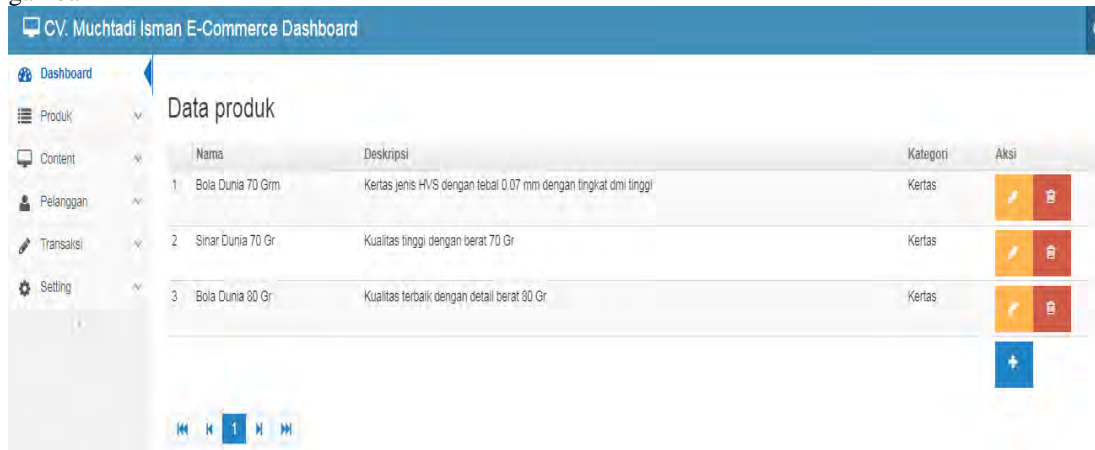 CV. Muchtadi Isman E-Commerce Dashboard
Dashboard
Produk
Content
Pelanggan
Transaksi
Setting
Data produk
Nama Deskripsi Kategori Aksi
1 Bola Dunia 70 Grm Kertas jenis HVS dengan tebal 0.07 mm dengan tingkat dmi tinggi Kertas
2 Sinar Dunia 70 Gr Kualitas tinggi dengan berat 70 Gr Kertas
3 Bola Dunia 80 Gr Kualitas terbaik dengan detail berat 80 Gr Kertas
1